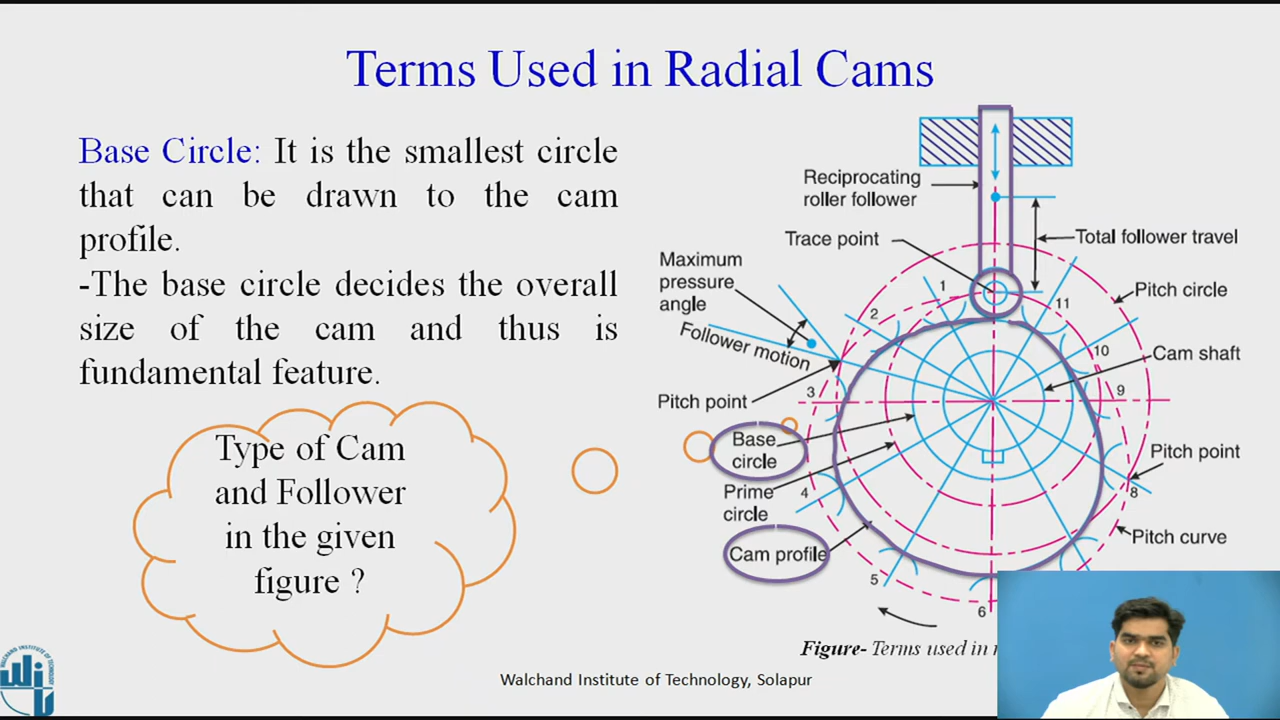 Terms Used in Radial Cams
Base Circle: It is the smallest circle
that can be drawn to the cam
profile.
-The base circle decides the overall
size of the cam and thus is
fundamental feature.
Type of Cam
and Follower
in the given
figure ?
Reciprocating
roller follower
Trace point
Total follower travel
Maximum
pressure
angle
Pitch circle
Follower motion
Cam shaft
Pitch point
Base
circle
Pitch point
Prime
circle
Cam profile
Pitch curve
1
2
3
4
5
6
8
9
10
11
Figure- Terms used in
WALCHAND INSTITUTE OF TECHNOLOGY
Walchand Institute of Technology, Solapur